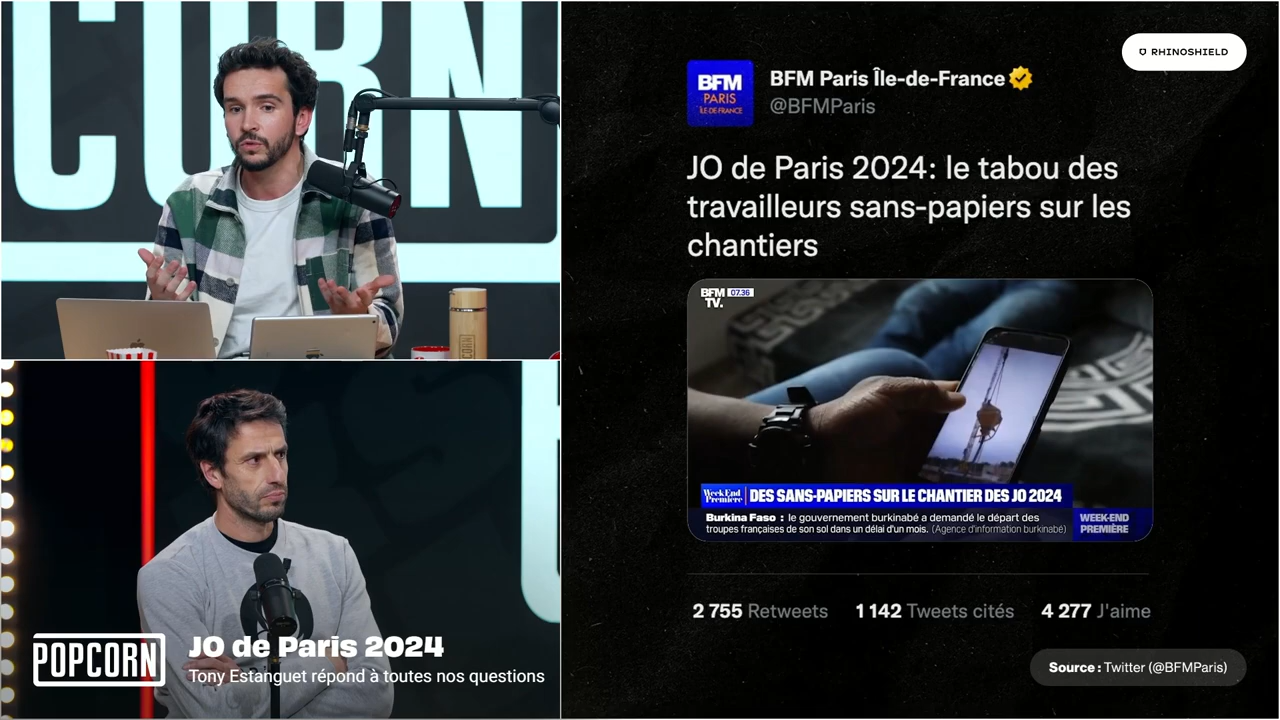 CORN
POPCORN
JO de Paris 2024
Tony Estanguet répond à toutes nos questions
RHINOSHIELD
BFM
PARIS
ÎLE-DE-FRANCE
BFM Paris Île-de-France
@BFMParis
JO de Paris 2024: le tabou des
travailleurs sans-papiers sur les
chantiers
BFM 07.36
TV.
WeekEnd
Première
DES SANS-PAPIERS SUR LE CHANTIER DES JO 2024
Burkina Faso : le gouvernement burkinabé a demandé le départ des
troupes françaises de son sol dans un délai d'un mois. (Agence d'information burkinabé)
WEEK-END
PREMIÈRE
2 755 Retweets 1 142 Tweets cités 4 277 J'aime
Source : Twitter (@BFMParis)